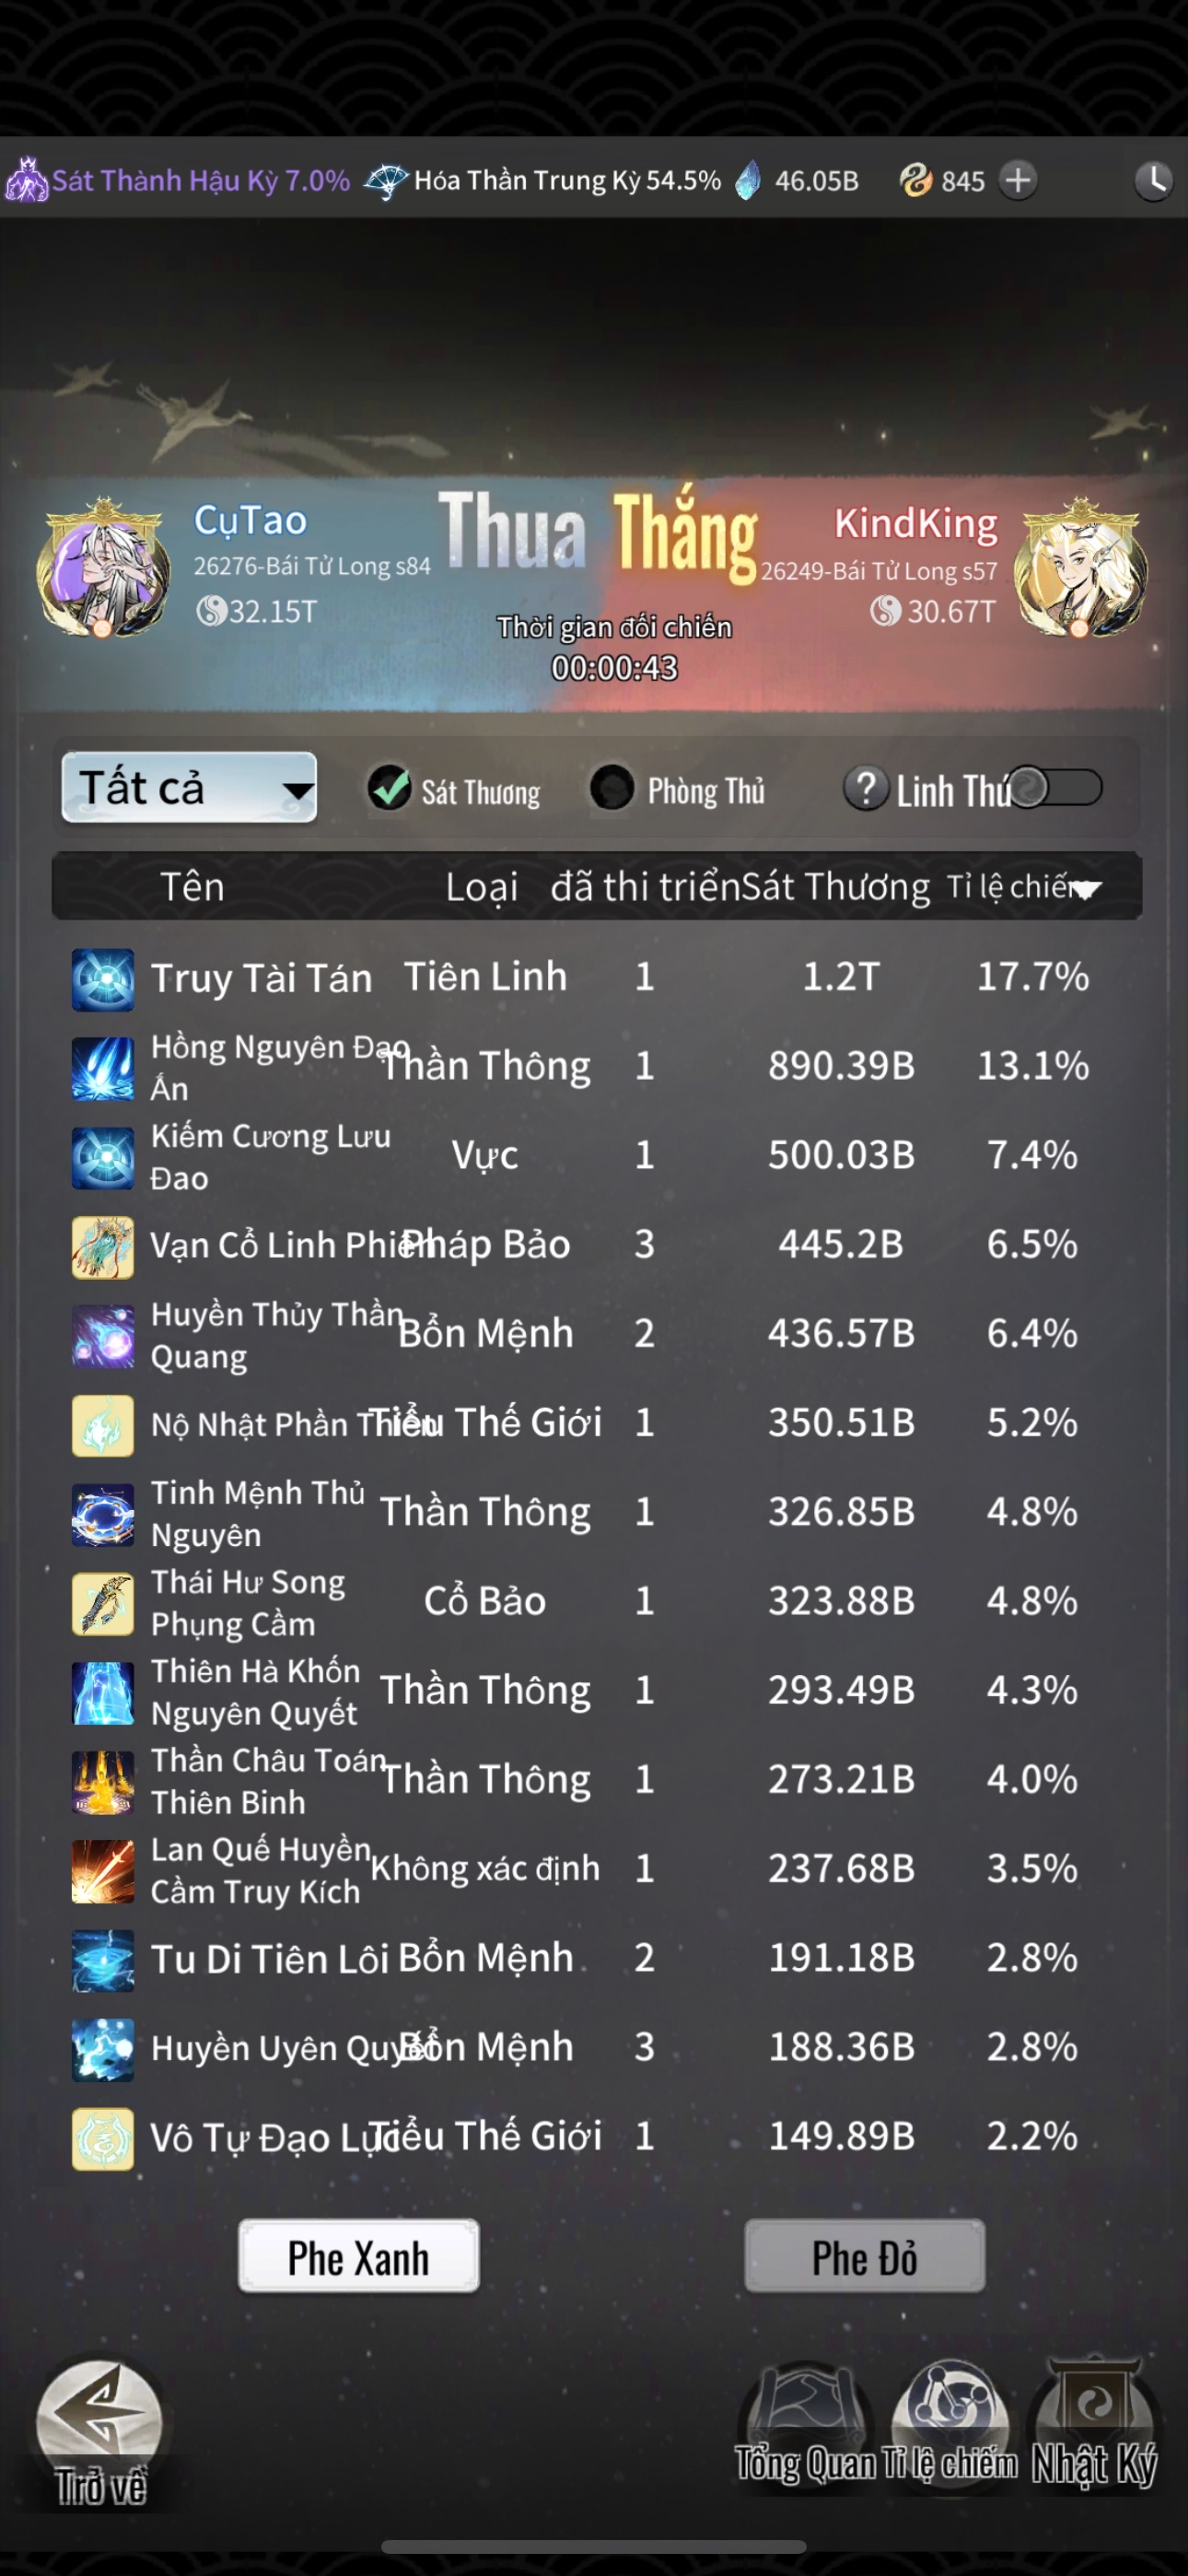 Sát Thành Hậu Kỳ 7.0% Hóa Thần Trung Kỳ 54.5% 46.05B 845
CụTao Thua Thắng KindKing
26276-Bái Tử Long s84 26249-Bái Tử Long s57
32.15T 30.67T
Thời gian đối chiến
00:00:43
Tất cả Sát Thương Phòng Thủ ? Linh Thú
Tên Loại đã thi triển Sát Thương Tỉ lệ chiếm
Truy Tài Tán Tiên Linh 1 1.2T 17.7%
Hồng Nguyên Đạo
Ấn Thần Thông 1 890.39B 13.1%
Kiếm Cương Lưu
Đao Vực 1 500.03B 7.4%
Vạn Cổ Linh Phiên Pháp Bảo 3 445.2B 6.5%
Huyền Thủy Thần
Quang Bổn Mệnh 2 436.57B 6.4%
Nộ Nhật Phần Thiên Tiểu Thế Giới 1 350.51B 5.2%
Tinh Mệnh Thủ
Nguyên Thần Thông 1 326.85B 4.8%
Thái Hư Song
Phụng Cầm Cổ Bảo 1 323.88B 4.8%
Thiên Hà Khốn
Nguyên Quyết Thần Thông 1 293.49B 4.3%
Thần Châu Toán
Thiên Binh Thần Thông 1 273.21B 4.0%
Lan Quế Huyền
Cầm Truy Kích Không xác định 1 237.68B 3.5%
Tu Di Tiên Lôi Bổn Mệnh 2 191.18B 2.8%
Huyền Uyên Quyết Bổn Mệnh 3 188.36B 2.8%
Vô Tự Đạo Lục Tiểu Thế Giới 1 149.89B 2.2%
Phe Xanh Phe Đỏ
Trở về Tổng Quan Tỉ lệ chiếm Nhật Ký